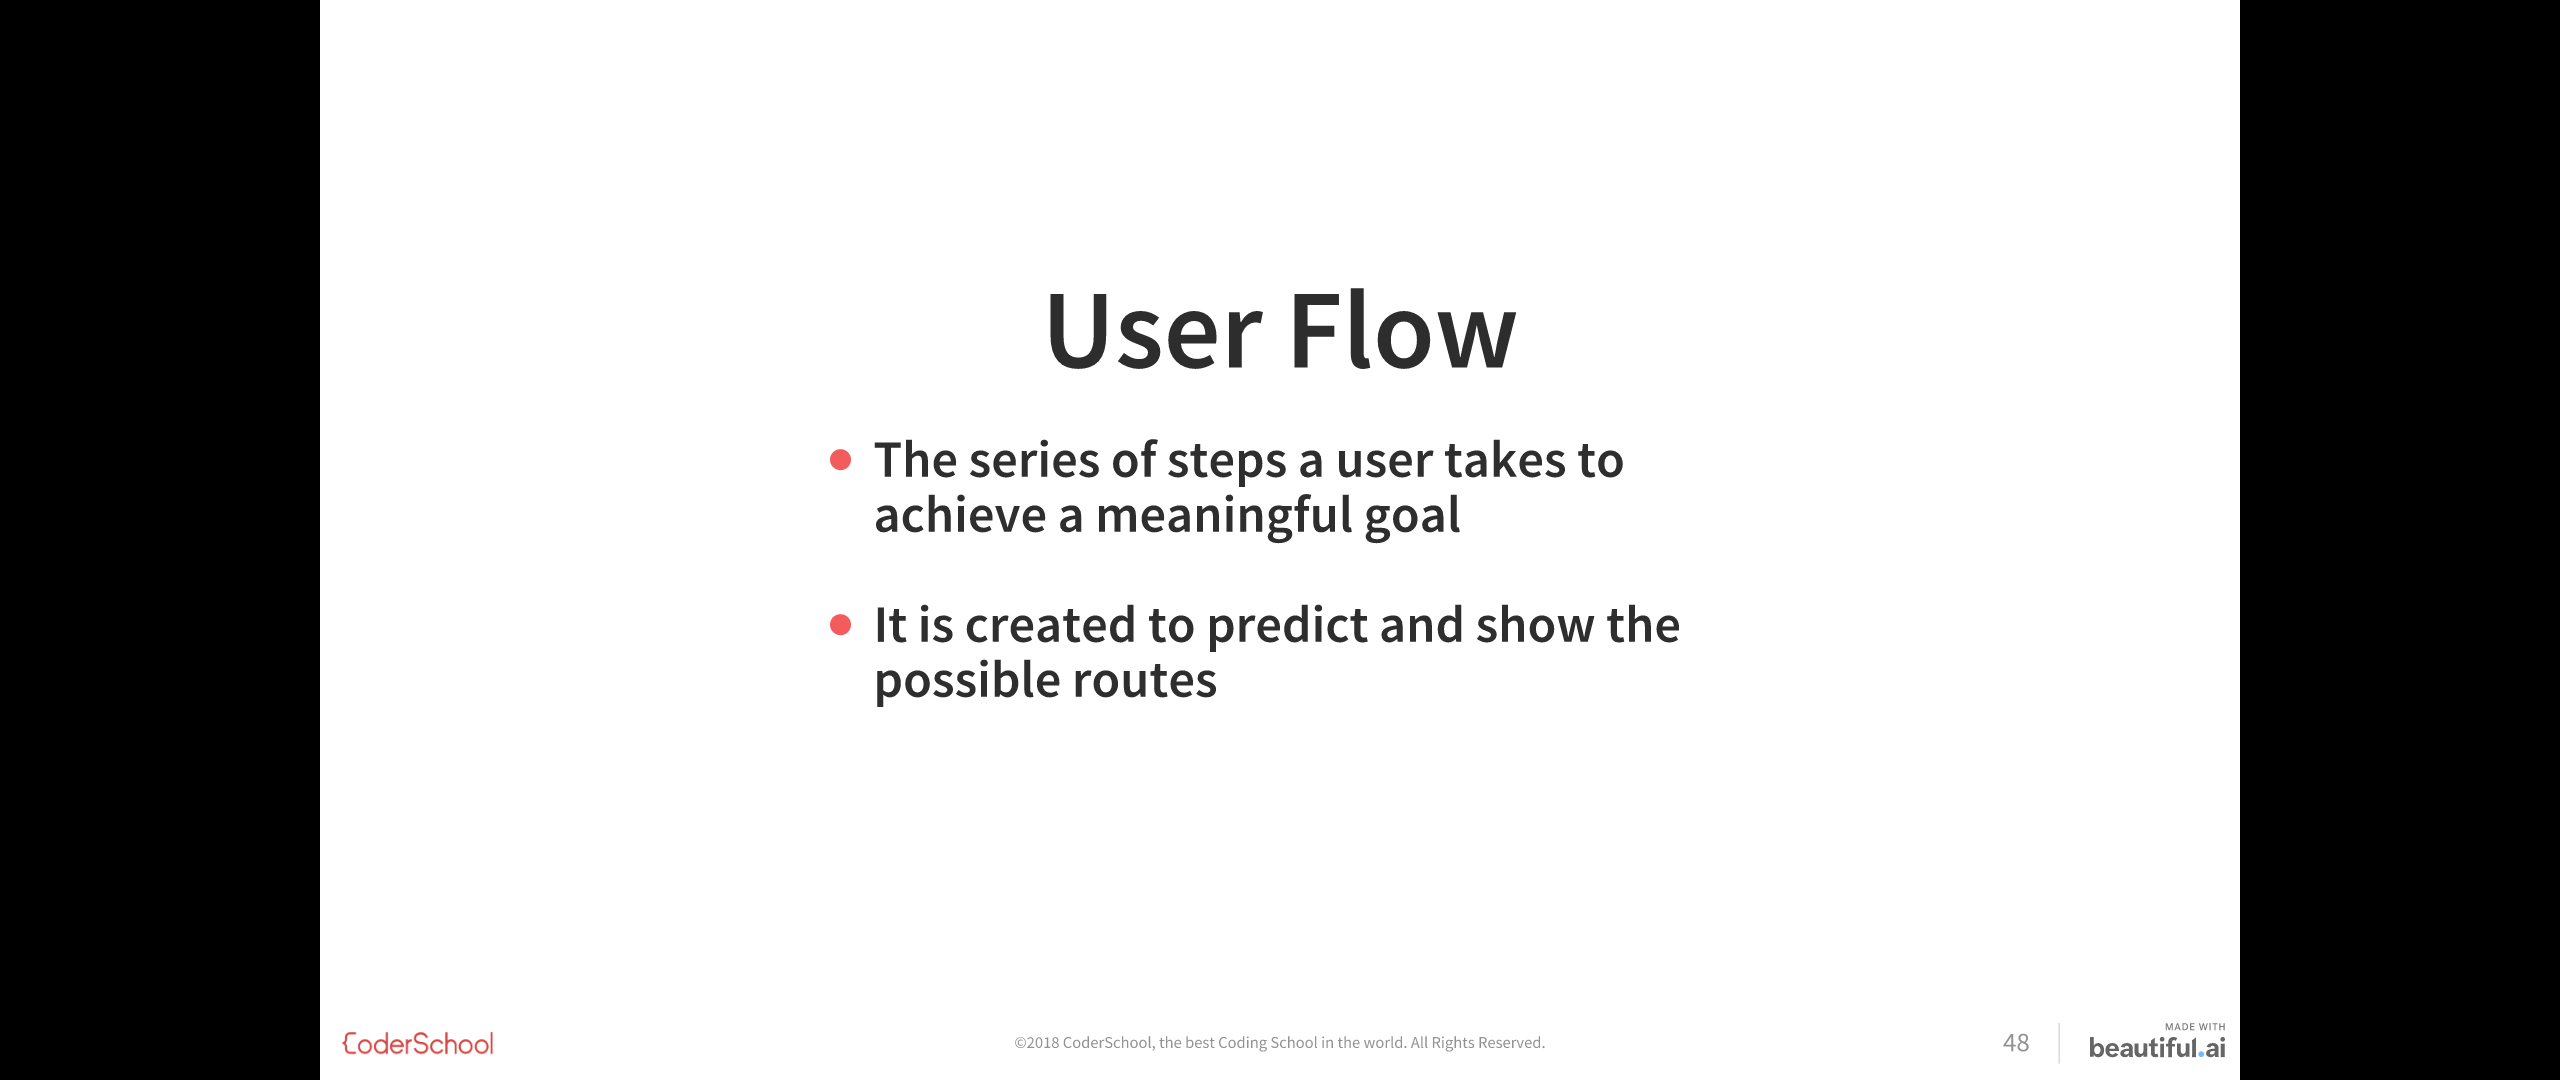 User Flow
The series of steps a user takes to
achieve a meaningful goal
It is created to predict and show the
possible routes
{CoderSchool
©2018 CoderSchool, the best Coding School in the world. All Rights Reserved.
48
MADE WITH
beautiful.ai